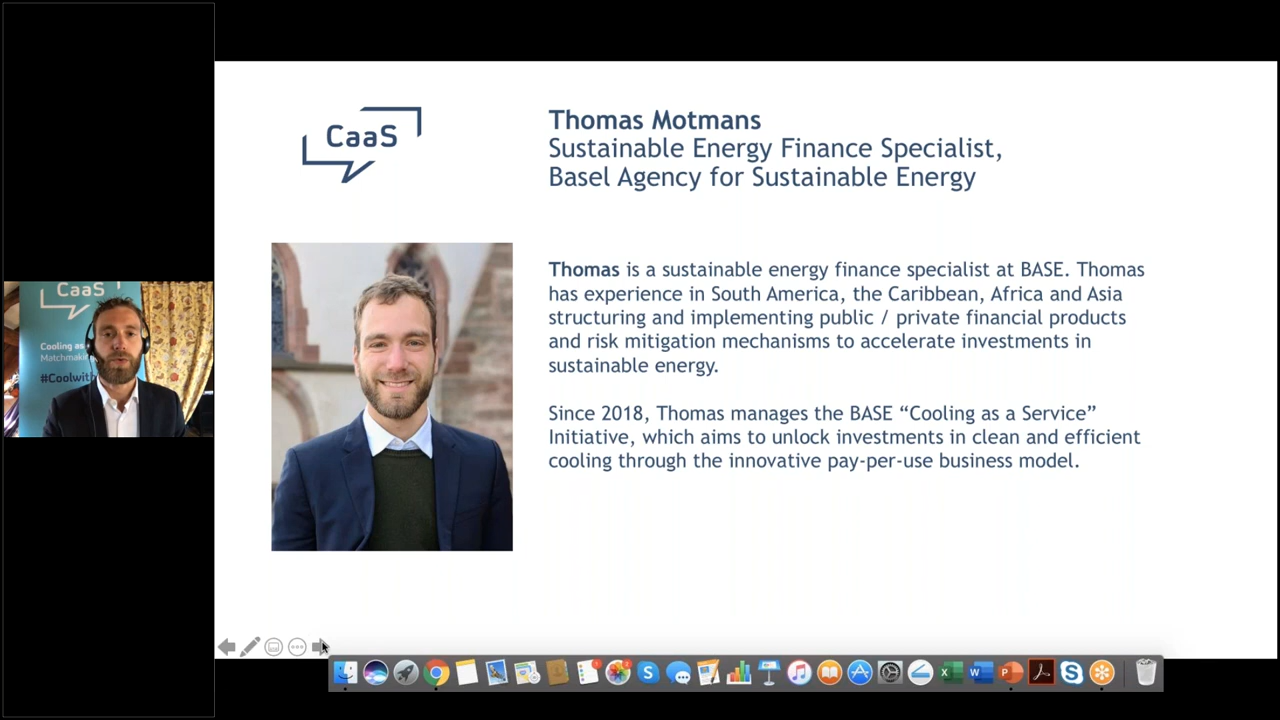 CaaS
Thomas Motmans
Sustainable Energy Finance Specialist,
Basel Agency for Sustainable Energy
Thomas is a sustainable energy finance specialist at BASE. Thomas
has experience in South America, the Caribbean, Africa and Asia
structuring and implementing public / private financial products
and risk mitigation mechanisms to accelerate investments in
sustainable energy.
Since 2018, Thomas manages the BASE “Cooling as a Service”
Initiative, which aims to unlock investments in clean and efficient
cooling through the innovative pay-per-use business model.
CaaS
Cooling as
Matchmak
#Coolwit